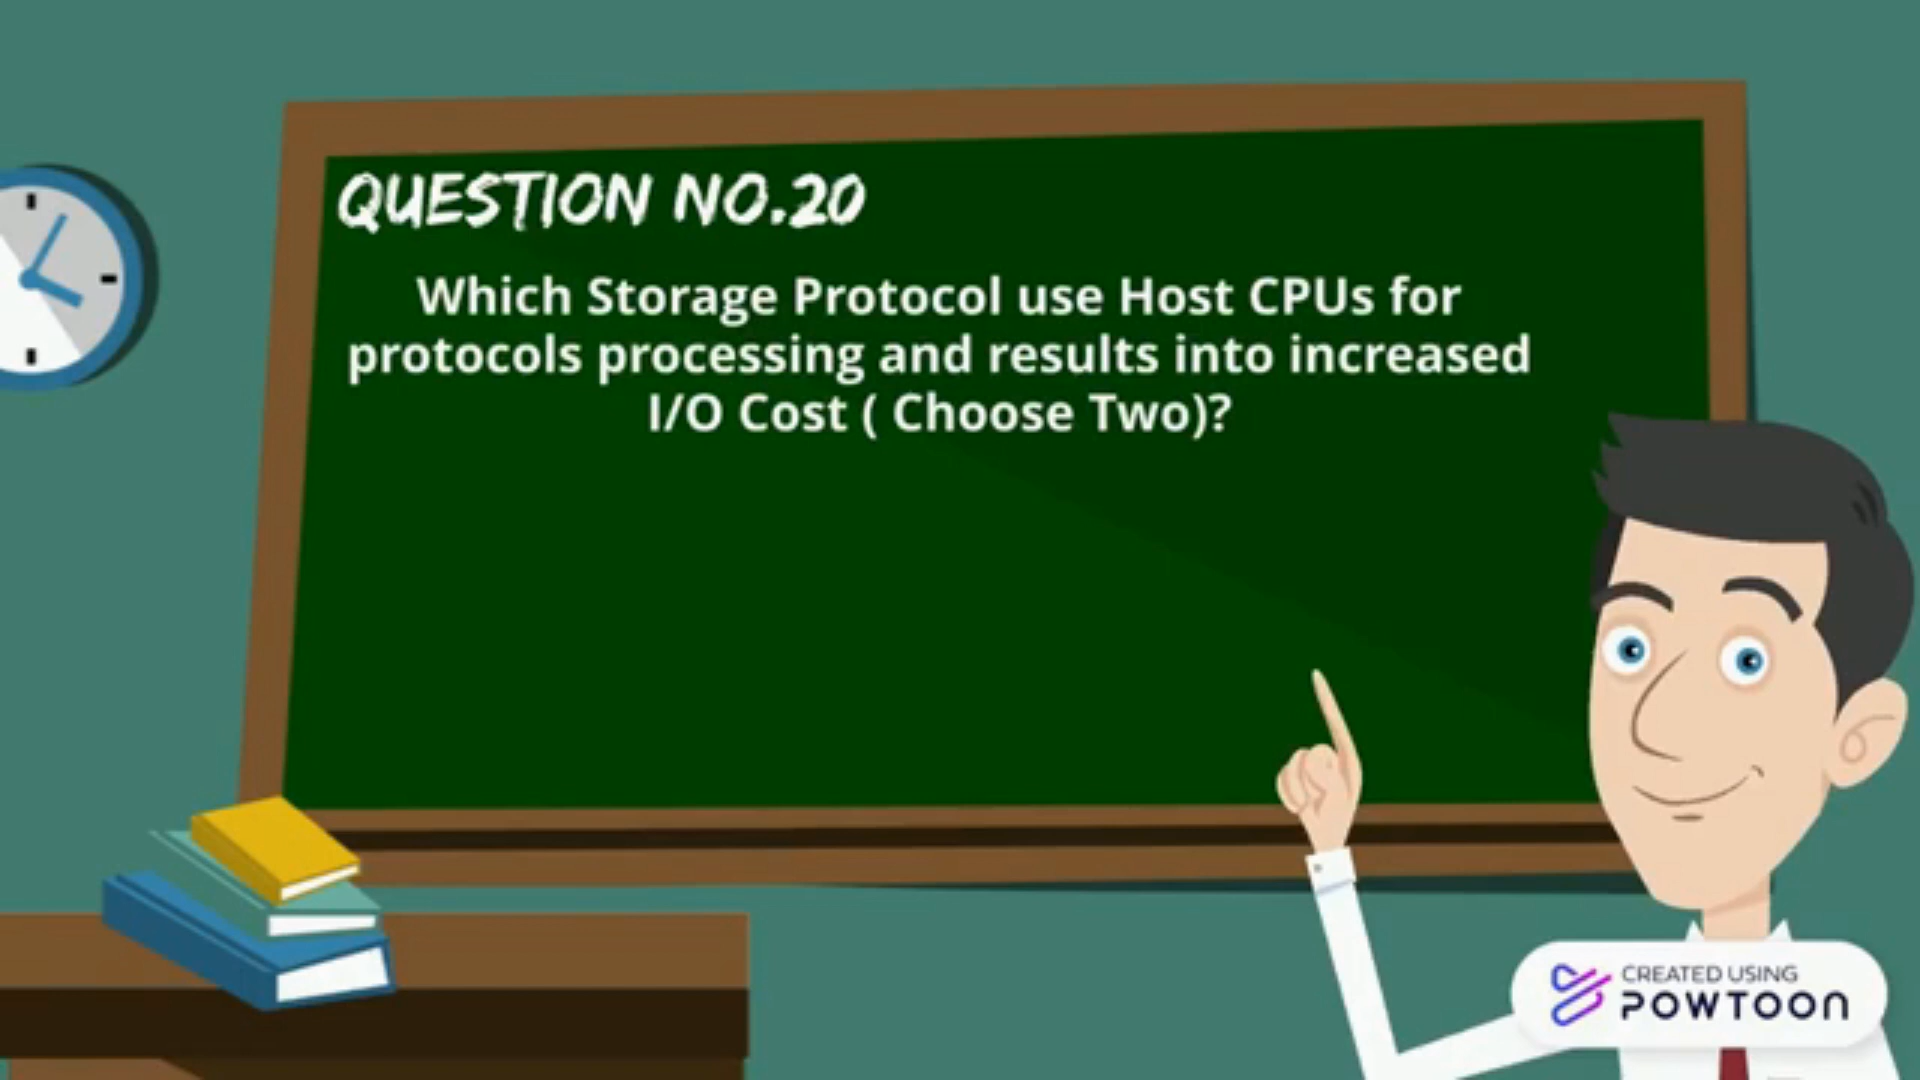 QUESTION NO.20
Which Storage Protocol use Host CPUs for
protocols processing and results into increased
I/O Cost ( Choose Two)?
CREATED USING
POWTOON